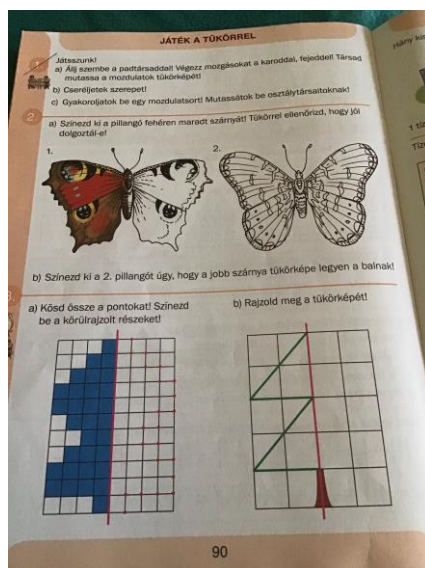 JÁTÉK A TÜKÖRREL
1.
Játsszunk!
a) Állj szembe a padtársaddal! Végezz mozgásokat a karoddal, fejeddel! Társad
mutassa a mozdulatok tükörképét!
b) Cseréljetek szerepet!
c) Gyakoroljatok be egy mozdulatsort! Mutassátok be osztálytársaitoknak!
2.
a) Színezd ki a pillangó fehéren maradt szárnyát! Tükörrel ellenőrizd, hogy jól
dolgoztál-e!
1.
2.
b) Színezd ki a 2. pillangót úgy, hogy a jobb szárnya tükörképe legyen a balnak!
3.
a) Kösd össze a pontokat! Színezd
be a körülrajzolt részeket!
b) Rajzold meg a tükörképét!
90
Hány